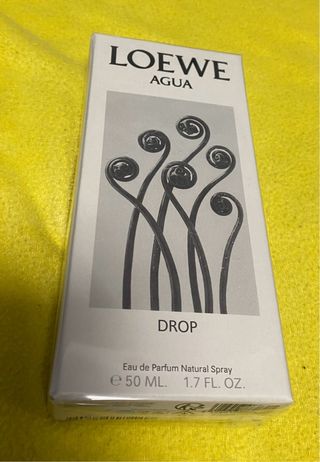 LOEWE
AGUA
DROP
Eau de Parfum Natural Spray
℮ 50 ML. 1.7 FL. OZ.